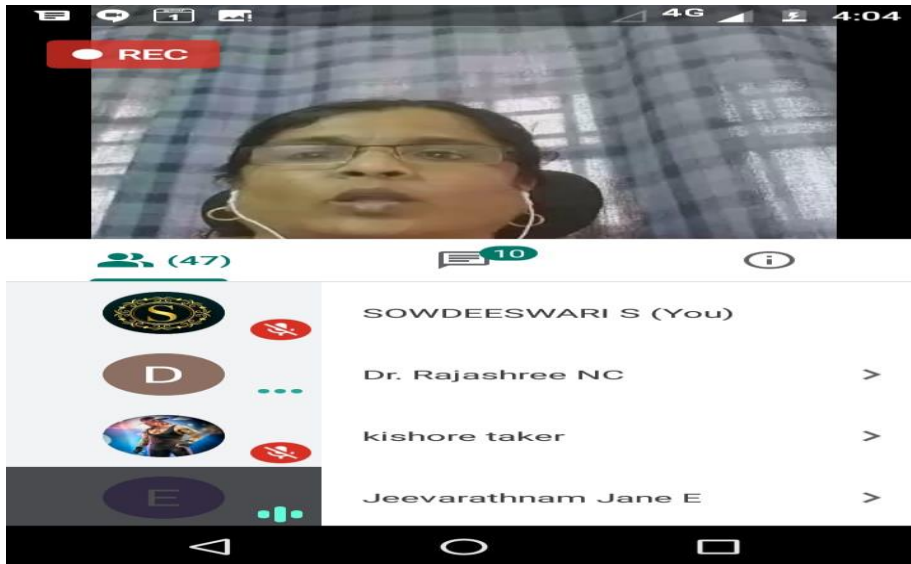 4G 4:04
REC
(47) 10
S SOWDEESWARI S (You)
D Dr. Rajashree NC
kishore taker
E Jeevarathnam Jane E